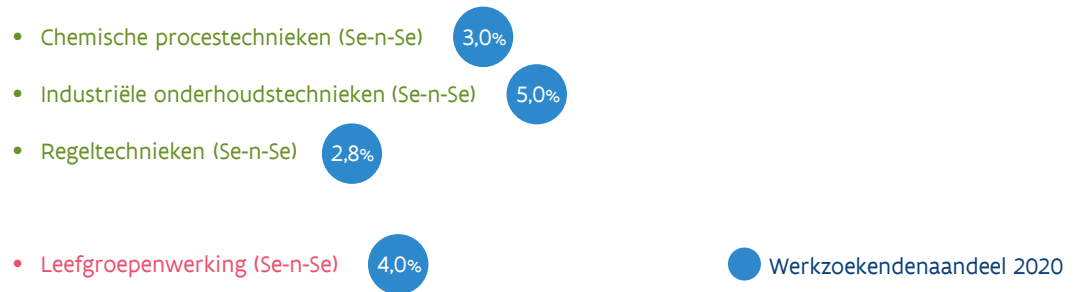 • Chemische procestechnieken (Se-n-Se) 3,0%
• Industriële onderhoudstechnieken (Se-n-Se) 5,0%
• Regeltechnieken (Se-n-Se) 2,8%
• Leefgroepenwerking (Se-n-Se) 4,0% Werkzoekendenaandeel 2020